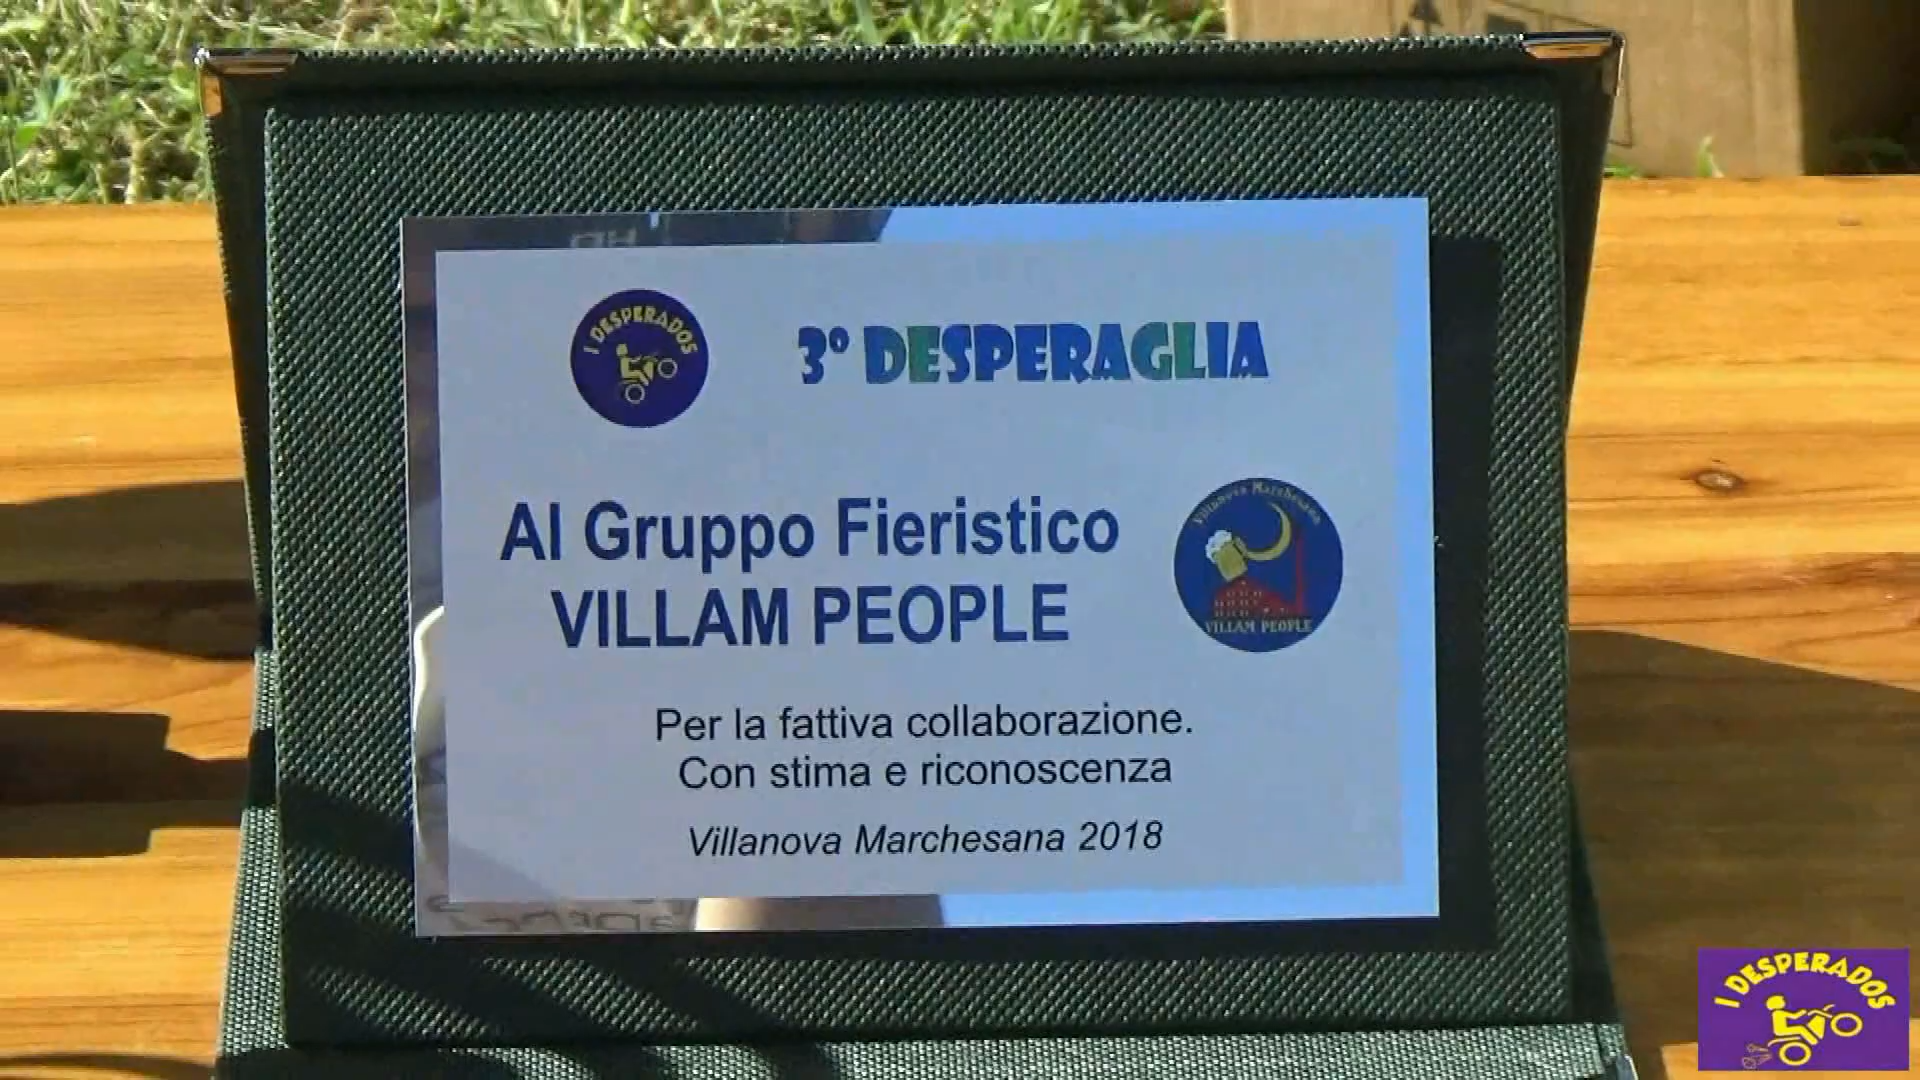 I DESPERADOS
3° DESPERAGLIA
Al Gruppo Fieristico
VILLAM PEOPLE
Villanova Marchesana
VILLAM PEOPLE
Per la fattiva collaborazione.
Con stima e riconoscenza
Villanova Marchesana 2018
I DESPERADOS